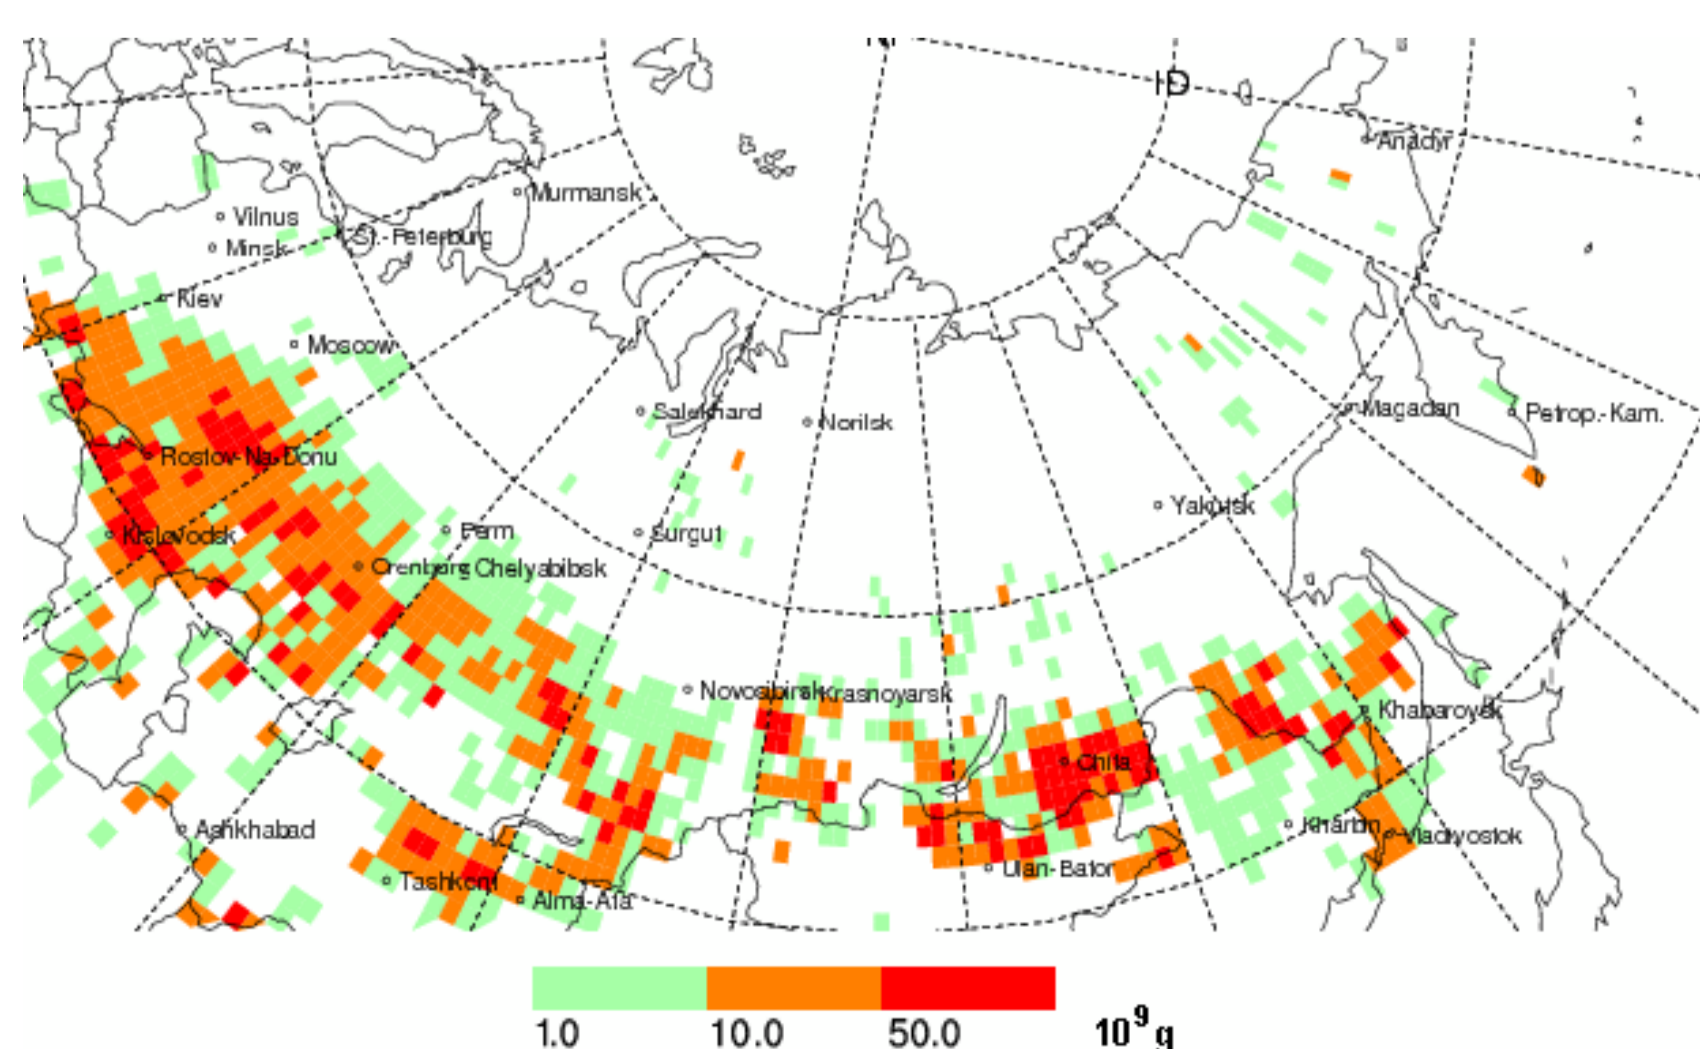 ID
Anadyr
Murmansk
Vilnus
St.-Peterburg
Minsk
Kiev
Moscow
Salekhard
Norilsk
Magadan
Petrop.-Kam.
Rostov-Na-Donu
Yakutsk
Kislovodsk
Perm
Surgut
Orenburg
Chelyabibsk
Novosibirsk
Krasnoyarsk
Khabarovsk
Chita
Ashkhabad
Kharbin
Vladivostok
Ulan-Bator
Tashkent
Alma-Ata
1.0 10.0 50.0 10⁹ g